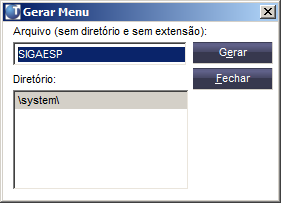 Gerar Menu
Arquivo (sem diretório e sem extensão):
SIGAESP
Gerar
Diretório:
Fechar
\system\